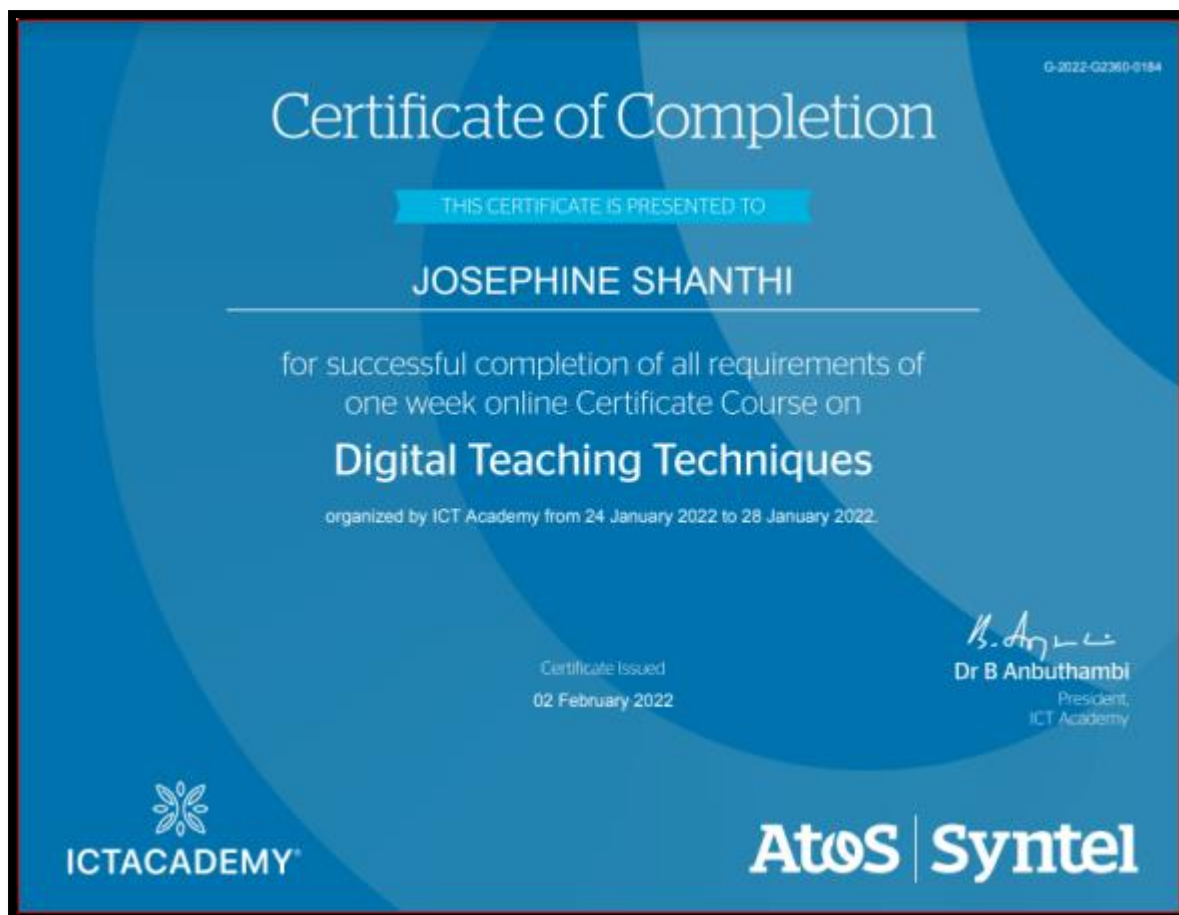 G-2022-G2360-0184
Certificate of Completion
THIS CERTIFICATE IS PRESENTED TO
JOSEPHINE SHANTHI
for successful completion of all requirements of
one week online Certificate Course on
Digital Teaching Techniques
organized by ICT Academy from 24 January 2022 to 28 January 2022.
Certificate Issued
02 February 2022
Dr B Anbuthambi
President,
ICT Academy
ICTACADEMY®
Atos | Syntel